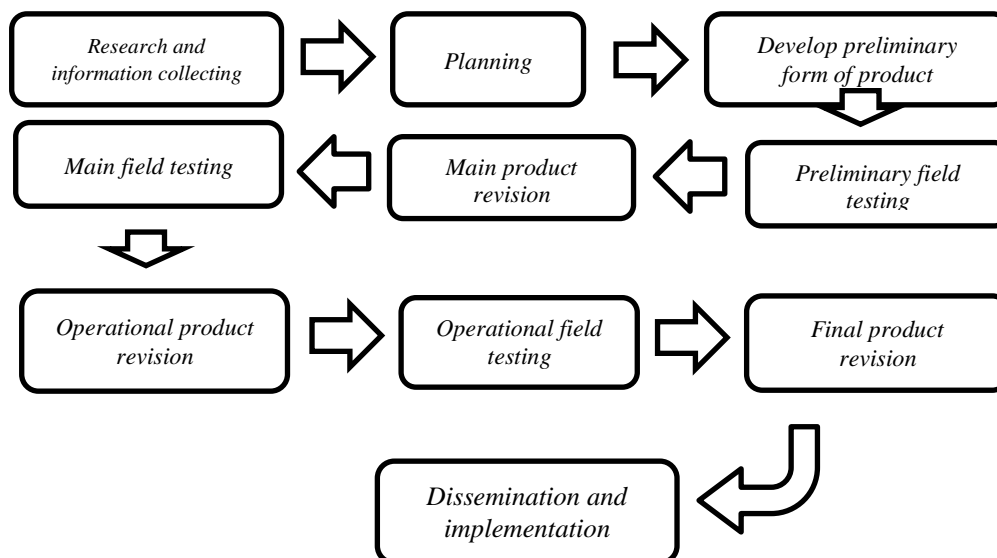 Research and
information collecting
Planning
Develop preliminary
form of product
Preliminary field
testing
Main product
revision
Main field testing
Operational product
revision
Operational field
testing
Final product
revision
Dissemination and
implementation